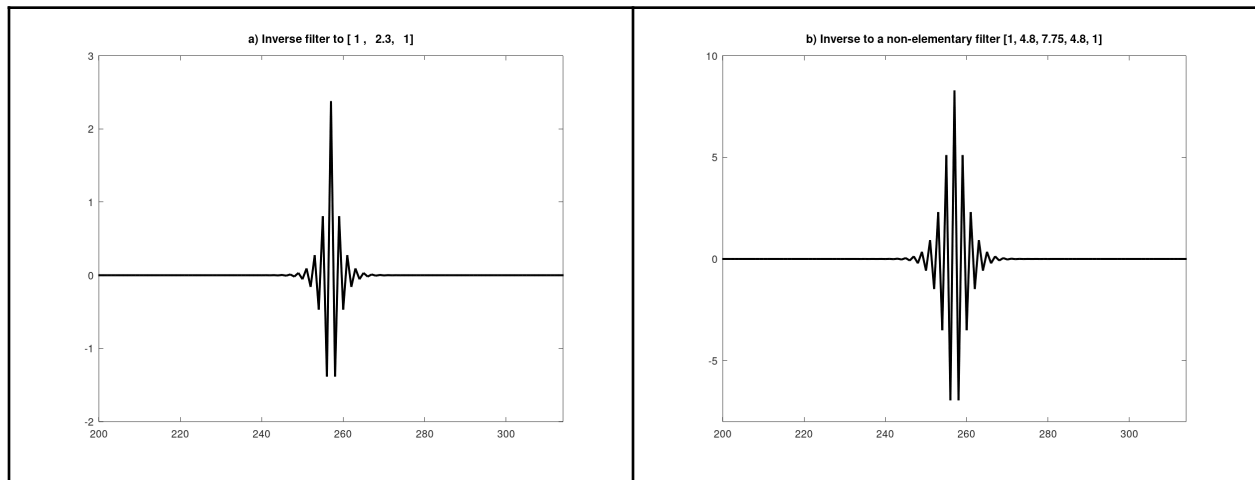 a) Inverse filter to [ 1 , 2.3, 1]
3
2
1
0
-1
-2
200 220 240 260 280 300
b) Inverse to a non-elementary filter [1, 4.8, 7.75, 4.8, 1]
10
5
0
-5
200 220 240 260 280 300